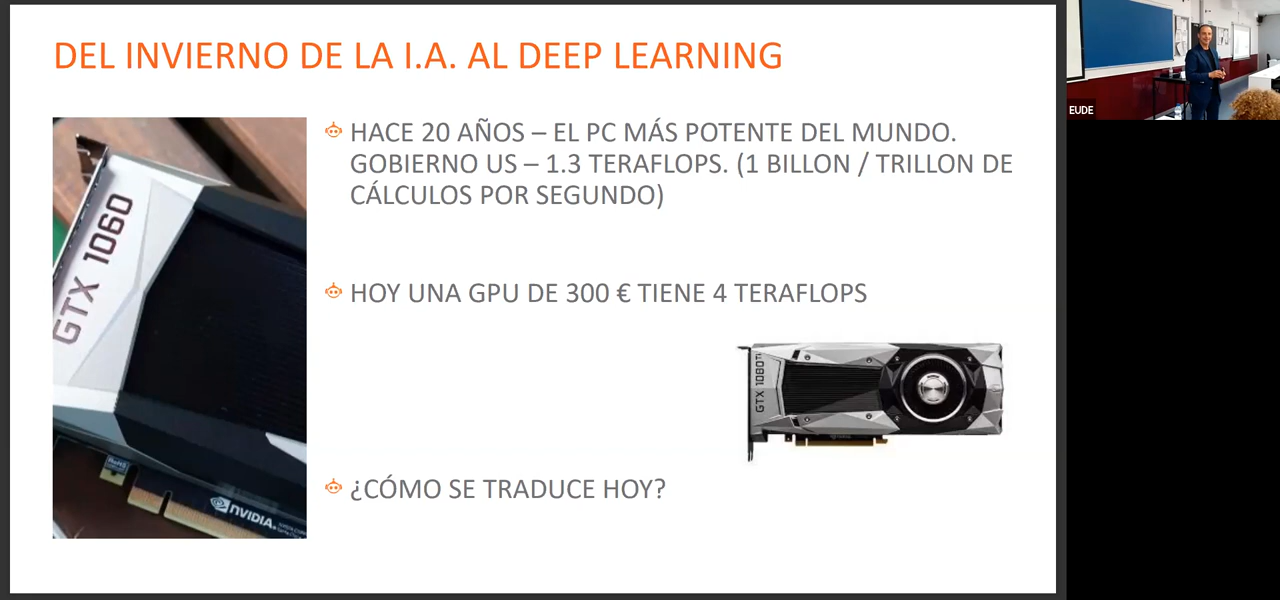 DEL INVIERNO DE LA I.A. AL DEEP LEARNING
HACE 20 AÑOS – EL PC MÁS POTENTE DEL MUNDO.
GOBIERNO US – 1.3 TERAFLOPS. (1 BILLON / TRILLON DE
CÁLCULOS POR SEGUNDO)
HOY UNA GPU DE 300 € TIENE 4 TERAFLOPS
¿CÓMO SE TRADUCE HOY?
GTX 1060
NVIDIA
GTX 1080 Ti
EUDE